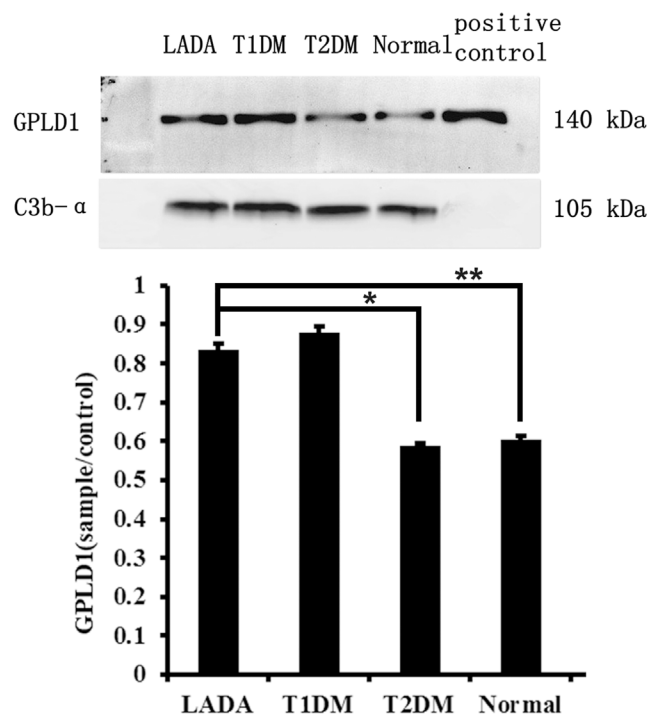 LADA T1DM T2DM Normal positive control
GPLD1 140 kDa
C3b-α 105 kDa
**
*
1
0.9
0.8
0.7
0.6
0.5
0.4
0.3
0.2
0.1
0
GPLD1(sample/control)
LADA T1DM T2DM Normal